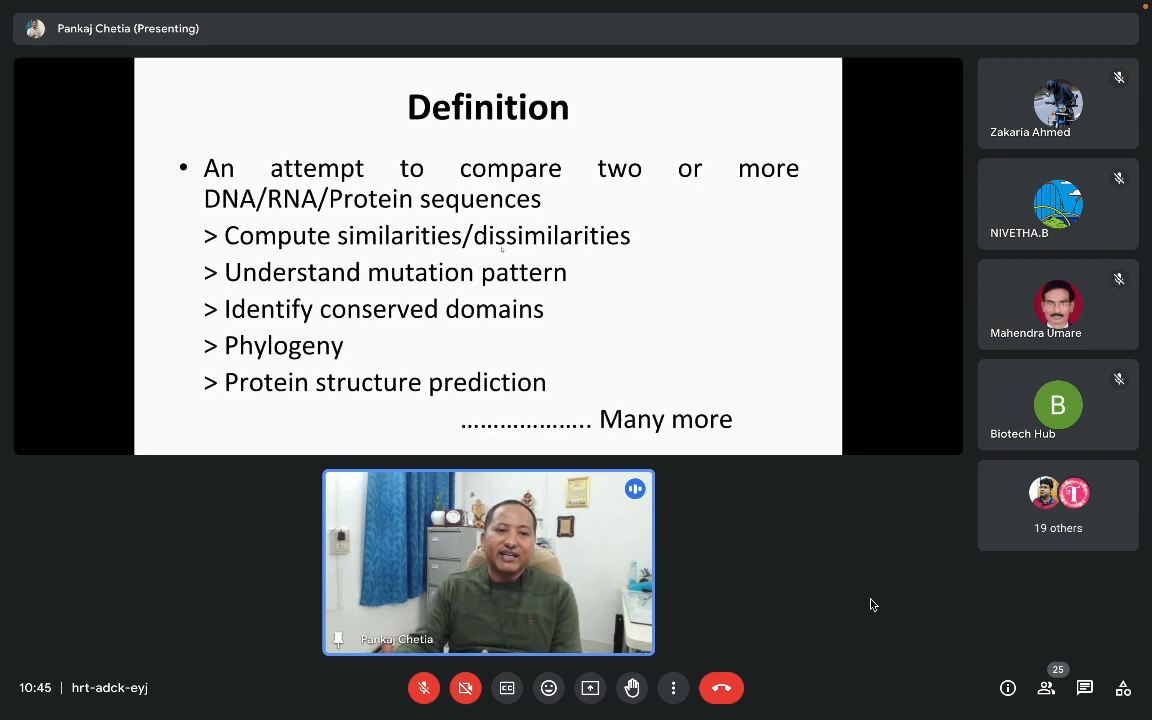 Pankaj Chetia (Presenting)
Definition
• An attempt to compare two or more
DNA/RNA/Protein sequences
> Compute similarities/dissimilarities
> Understand mutation pattern
> Identify conserved domains
> Phylogeny
> Protein structure prediction
………………….. Many more
Zakaria Ahmed
NIVETHA.B
Mahendra Umare
B
Biotech Hub
T
19 others
Pankaj Chetia
10:45 | hrt-adck-eyj
25